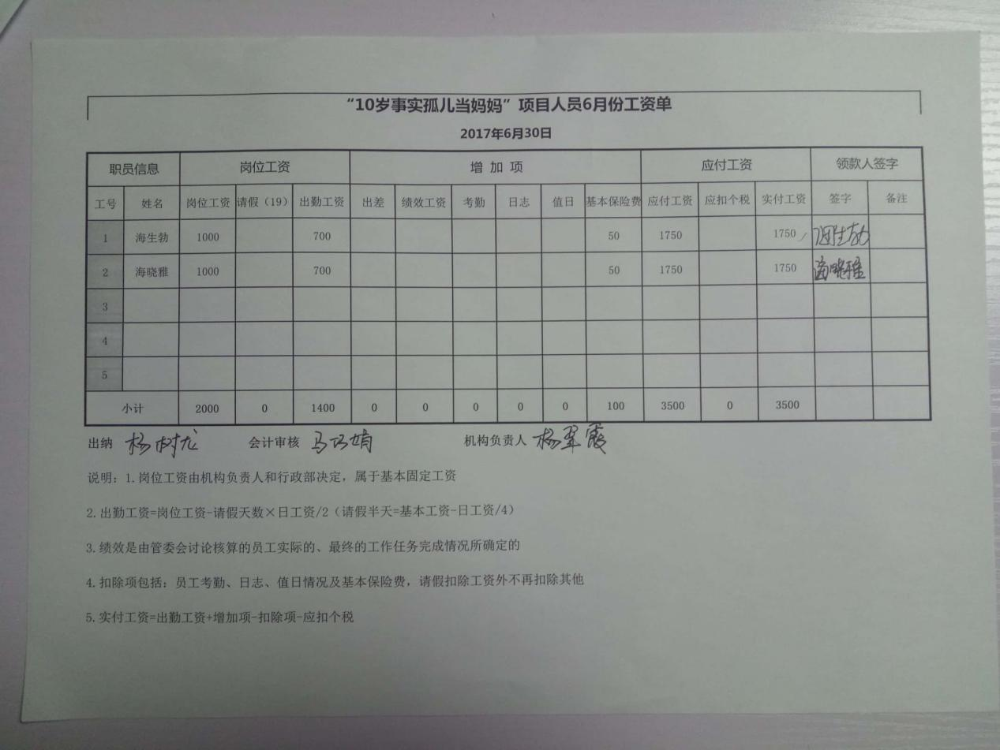 “10岁事实孤儿当妈妈”项目人员6月份工资单
2017年6月30日
职员信息 岗位工资 增 加 项 应付工资 领款人签字
工号 姓名 岗位工资 请假（19） 出勤工资 出差 绩效工资 考勤 日志 值日 基本保险费 应付工资 应扣个税 实付工资 签字 备注
1 海生勃 1000 700 50 1750 1750 海生勃
2 海晓雅 1000 700 50 1750 1750 海晓雅
3
4
5
小计 2000 0 1400 0 0 0 0 0 100 3500 0 3500
出纳 杨树龙 会计审核 马巧娟 机构负责人 杨翠霞
说明：1.岗位工资由机构负责人和行政部决定，属于基本固定工资
2.出勤工资=岗位工资-请假天数×日工资/2（请假半天=基本工资-日工资/4）
3.绩效是由管委会讨论核算的员工实际的、最终的工作任务完成情况所确定的
4.扣除项包括：员工考勤、日志、值日情况及基本保险费，请假扣除工资外不再扣除其他
5.实付工资=出勤工资+增加项-扣除项-应扣个税